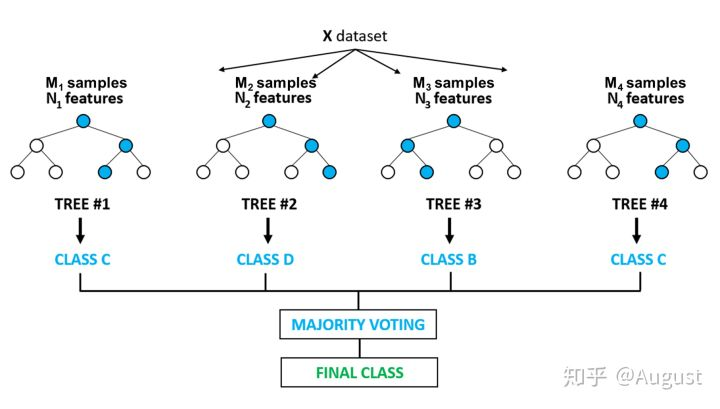 X dataset
M1 samples
N1 features
M2 samples
N2 features
M3 samples
N3 features
M4 samples
N4 features
TREE #1
TREE #2
TREE #3
TREE #4
CLASS C
CLASS D
CLASS B
CLASS C
MAJORITY VOTING
FINAL CLASS
知乎 @August